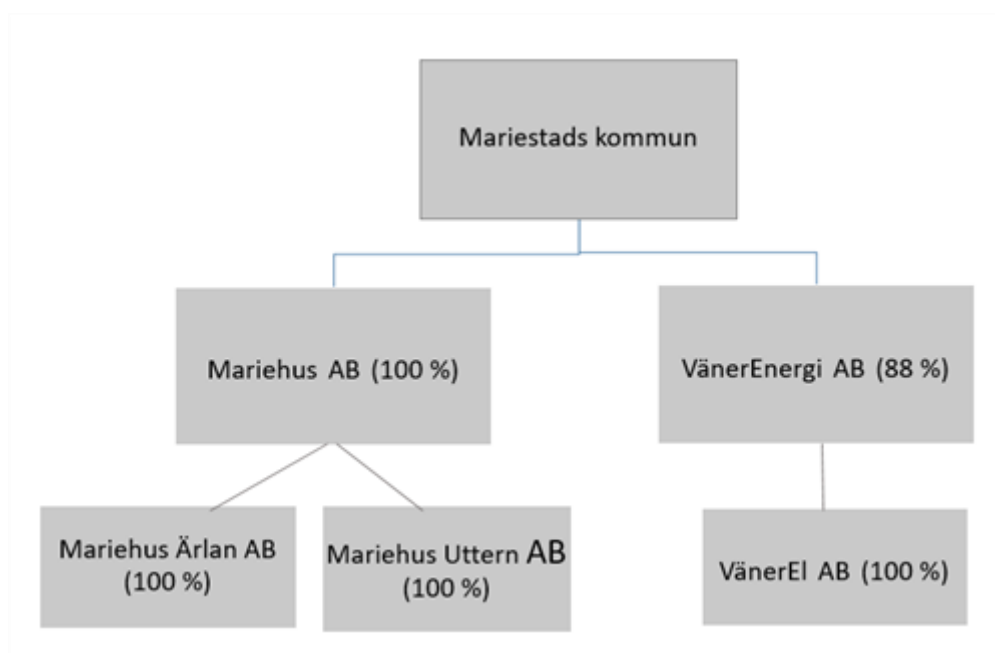 Mariestads kommun
Mariehus AB (100 %)
VänerEnergi AB (88 %)
Mariehus Ärlan AB
(100 %)
Mariehus Uttern AB
(100 %)
VänerEl AB (100 %)